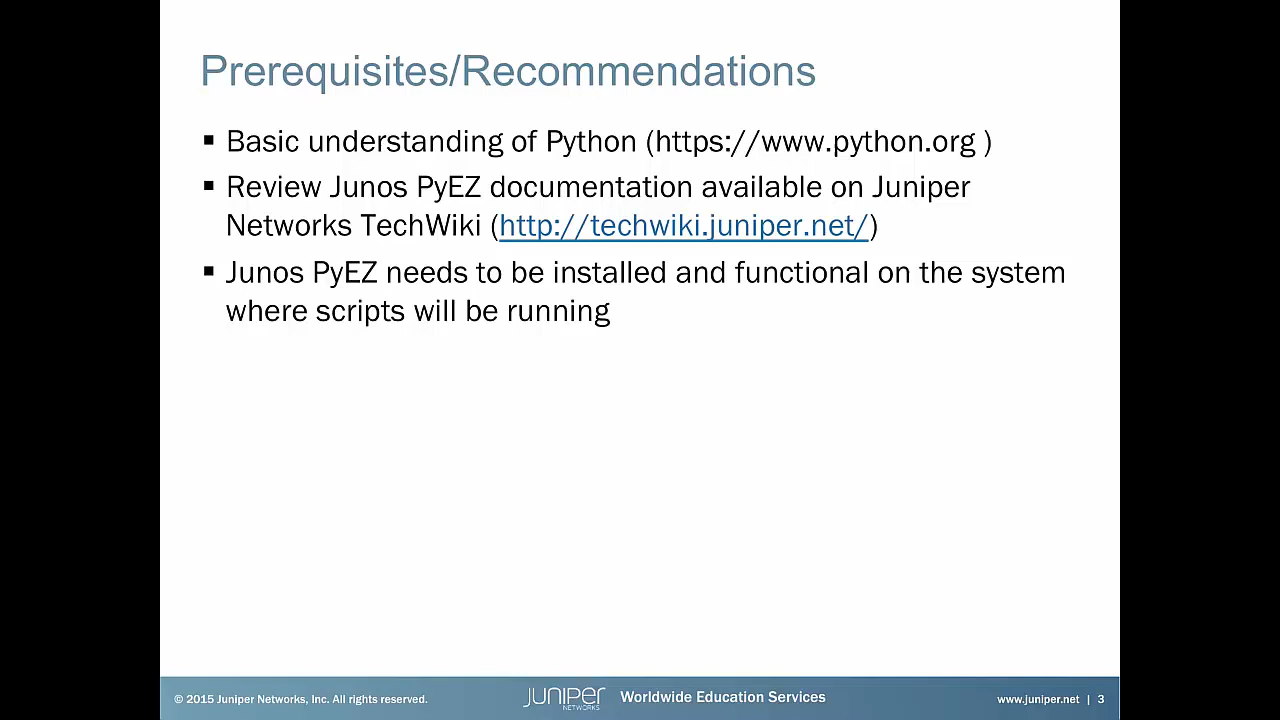 Prerequisites/Recommendations
▪ Basic understanding of Python (https://www.python.org )
▪ Review Junos PyEZ documentation available on Juniper
Networks TechWiki (http://techwiki.juniper.net/)
▪ Junos PyEZ needs to be installed and functional on the system
where scripts will be running
© 2015 Juniper Networks, Inc. All rights reserved.
JUNIPER
NETWORKS
Worldwide Education Services
www.juniper.net | 3